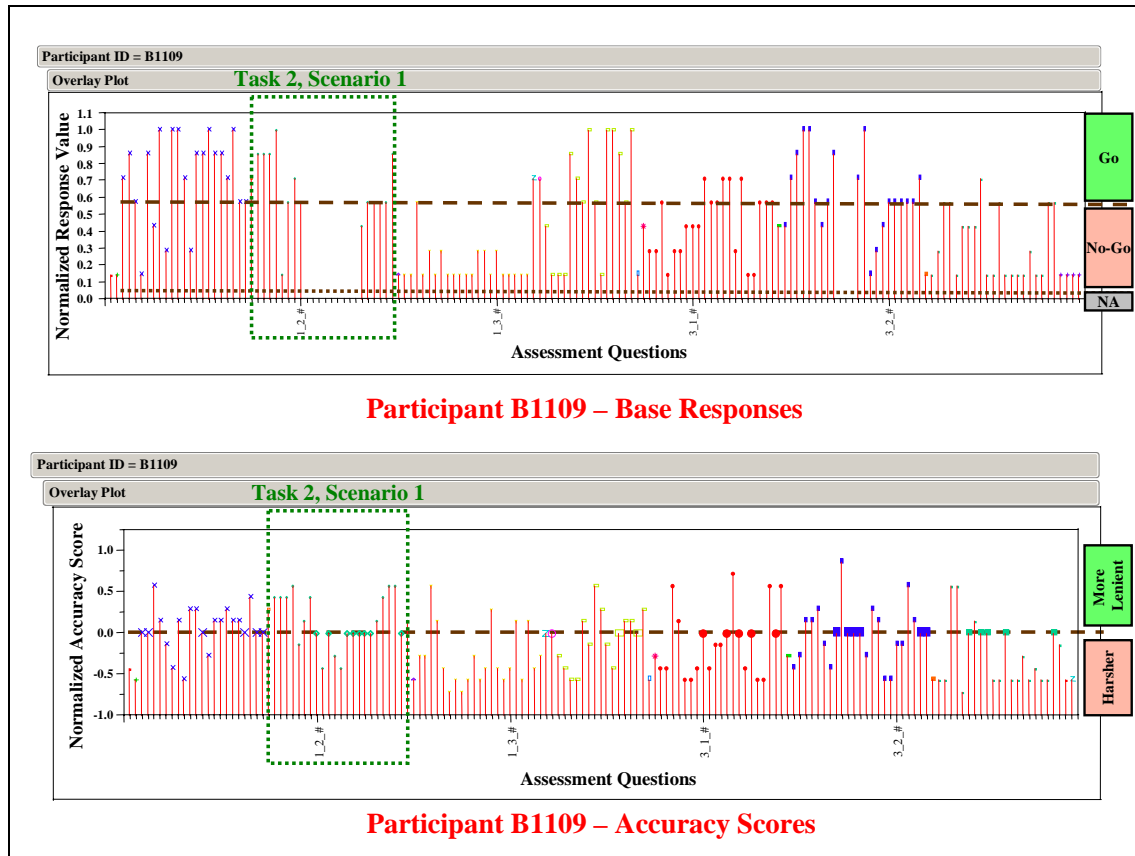 Participant ID = B1109
Overlay Plot
Task 2, Scenario 1
Normalized Response Value
1.1
1.0
0.9
0.8
0.7
0.6
0.5
0.4
0.3
0.2
0.1
0.0
Go
No-Go
NA
1_2_#
1_3_#
3_1_#
3_2_#
Assessment Questions
Participant B1109 – Base Responses
Participant ID = B1109
Overlay Plot
Task 2, Scenario 1
Normalized Accuracy Score
1.0
0.5
0.0
-0.5
-1.0
More
Lenient
Harsher
1_2_#
1_3_#
3_1_#
3_2_#
Assessment Questions
Participant B1109 – Accuracy Scores